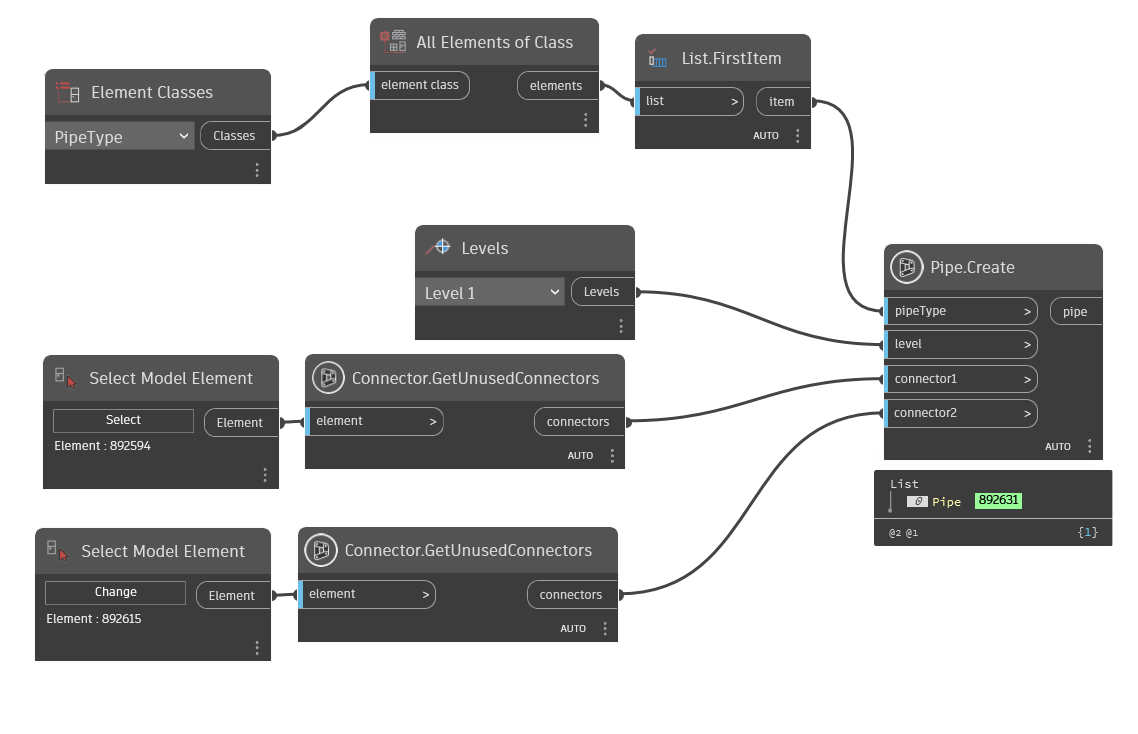 Element Classes
PipeType
Classes
All Elements of Class
element class
elements
List.FirstItem
list >
item
AUTO
Levels
Level 1
Levels
Select Model Element
Select
Element
Element : 892594
Connector.GetUnusedConnectors
element >
connectors
AUTO
Select Model Element
Change
Element
Element : 892615
Connector.GetUnusedConnectors
element >
connectors
AUTO
Pipe.Create
pipeType >
pipe
level >
connector1 >
connector2 >
AUTO
List
0 Pipe 892631
@2 @1 {1}